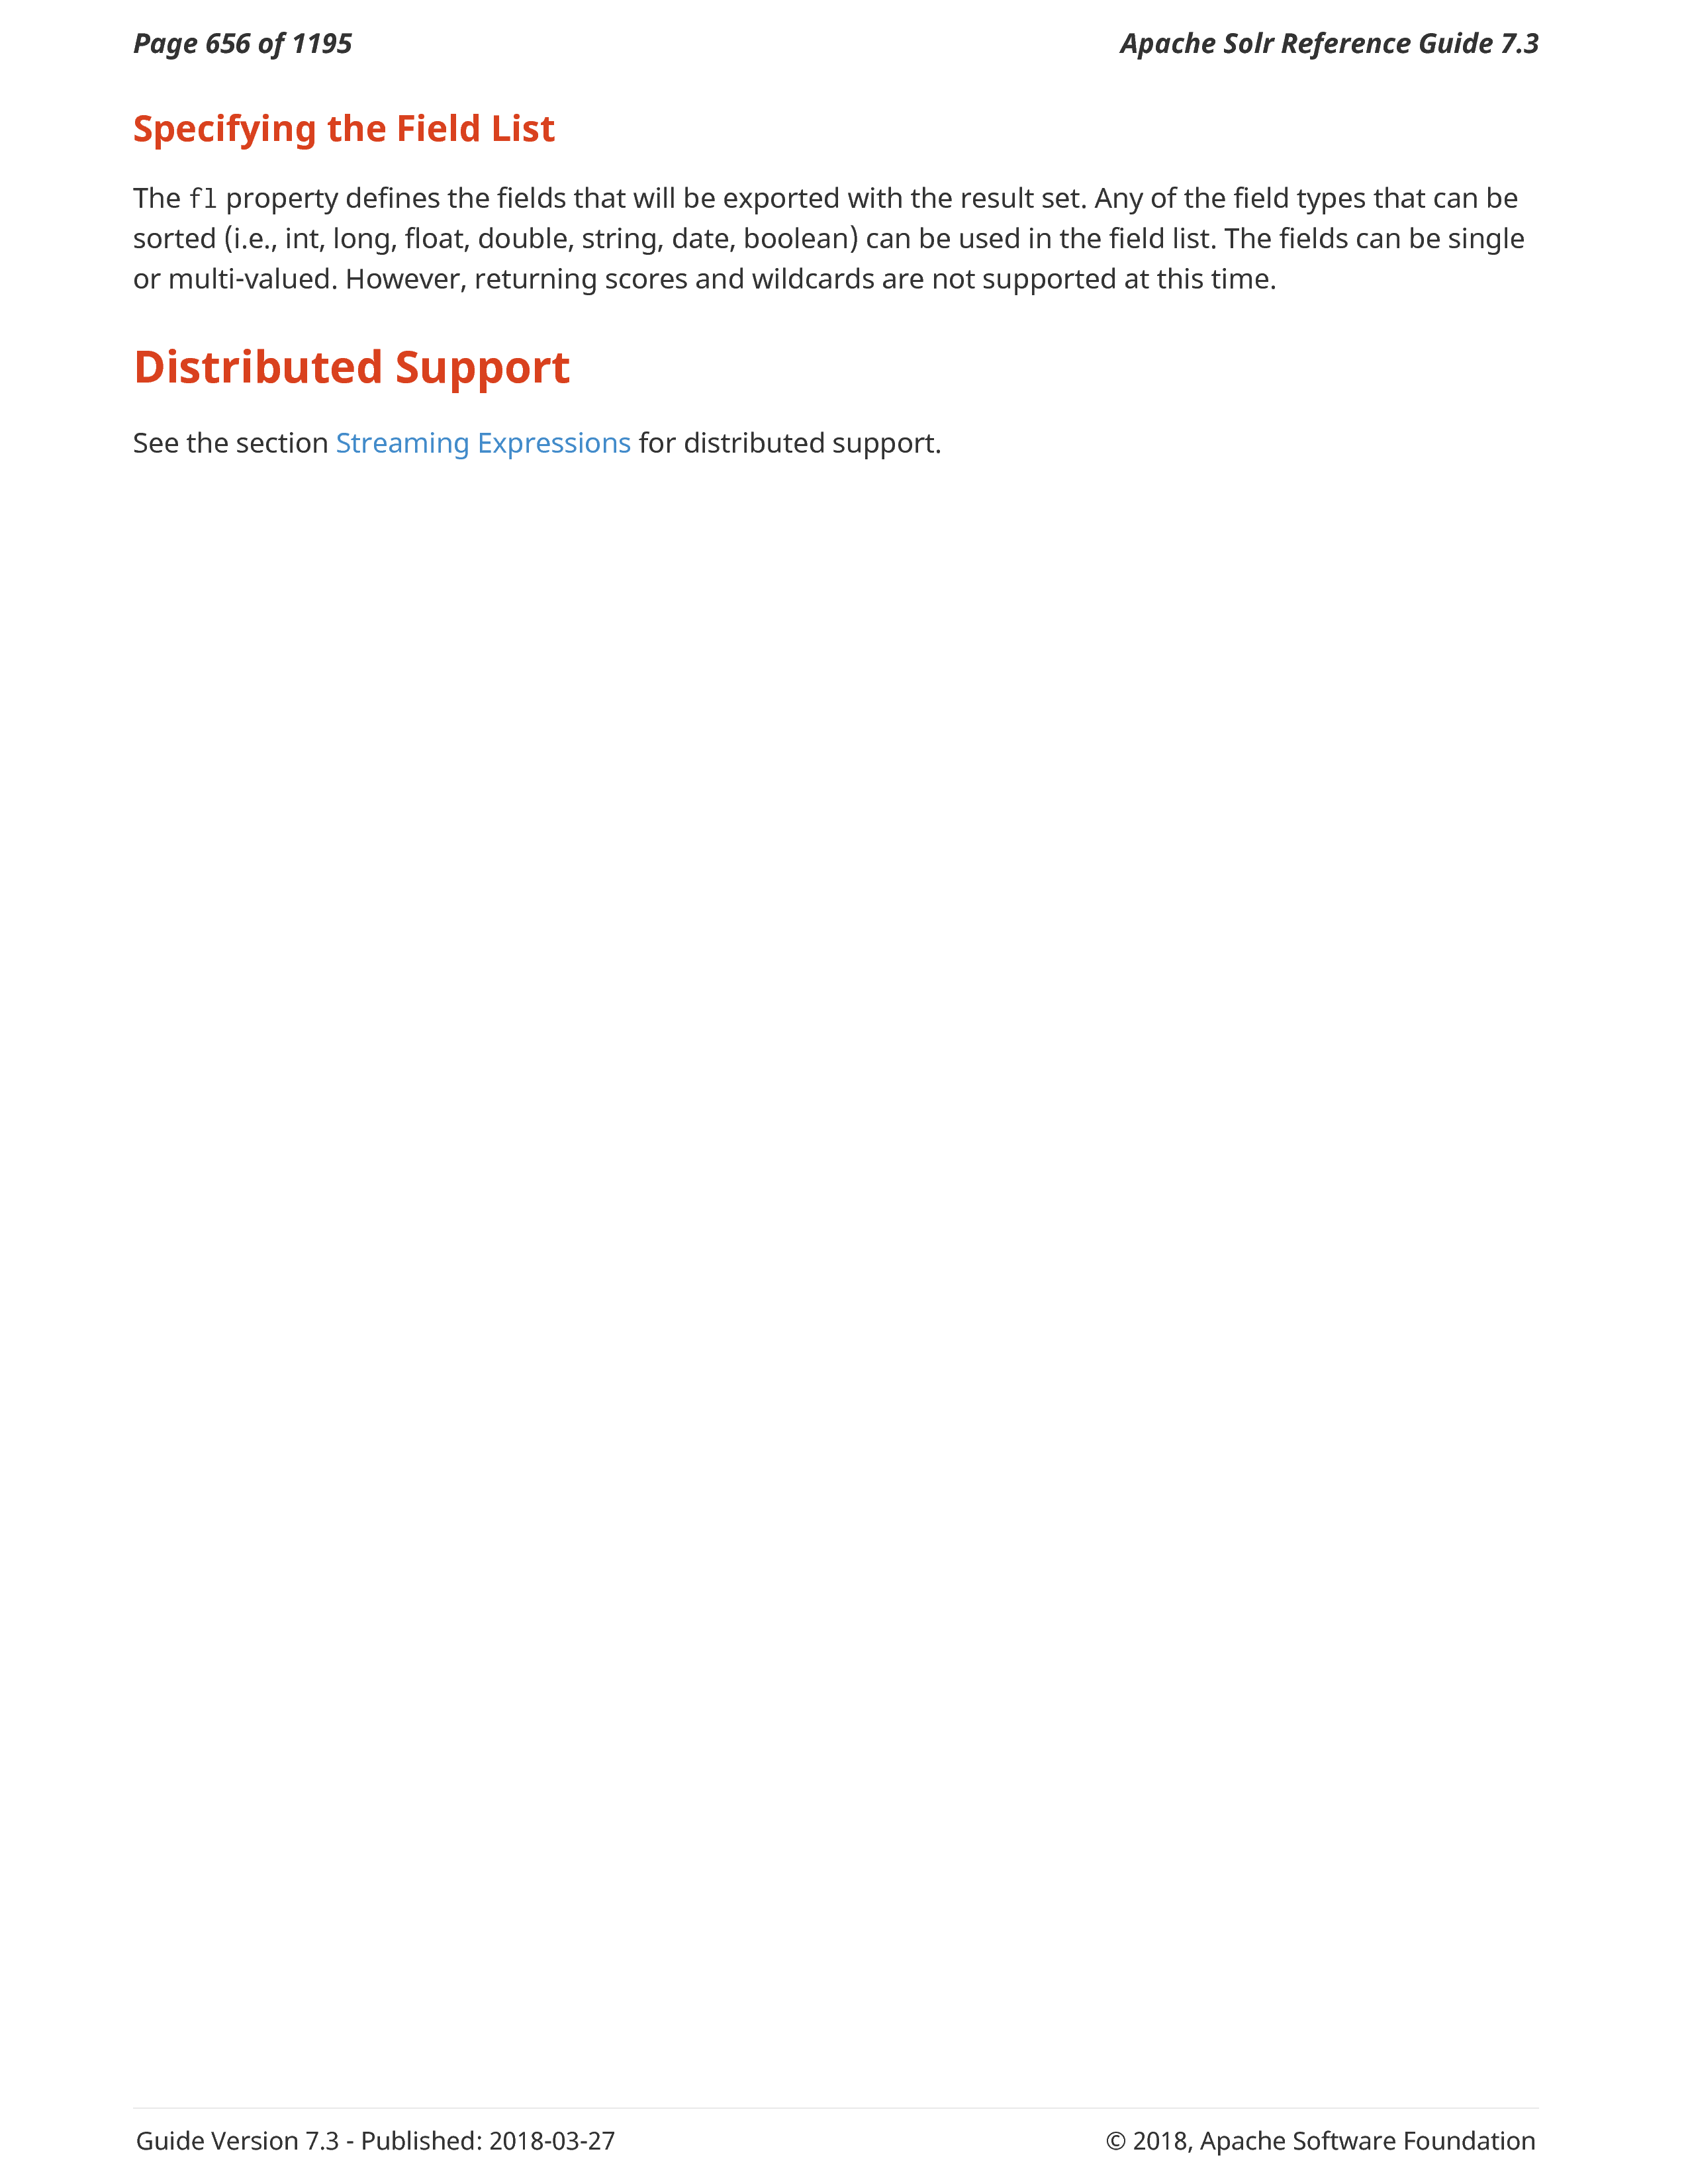 Page 656 of 1195
Apache Solr Reference Guide 7.3
Specifying the Field List
The fl property defines the fields that will be exported with the result set. Any of the field types that can be
sorted (i.e., int, long, float, double, string, date, boolean) can be used in the field list. The fields can be single
or multi-valued. However, returning scores and wildcards are not supported at this time.
Distributed Support
See the section Streaming Expressions for distributed support.
Guide Version 7.3 - Published: 2018-03-27
© 2018, Apache Software Foundation